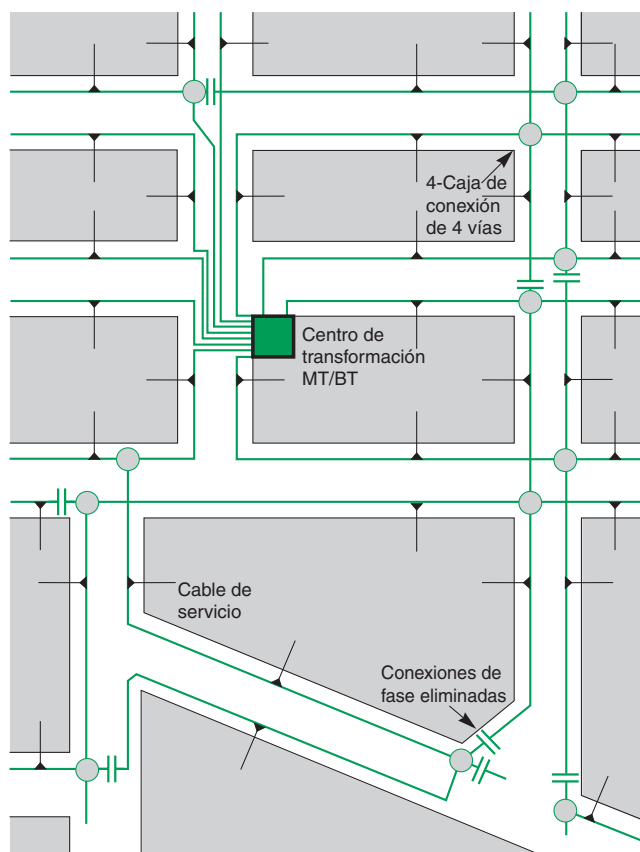 4-Caja de
conexión
de 4 vías
Centro de
transformación
MT/BT
Cable de
servicio
Conexiones de
fase eliminadas